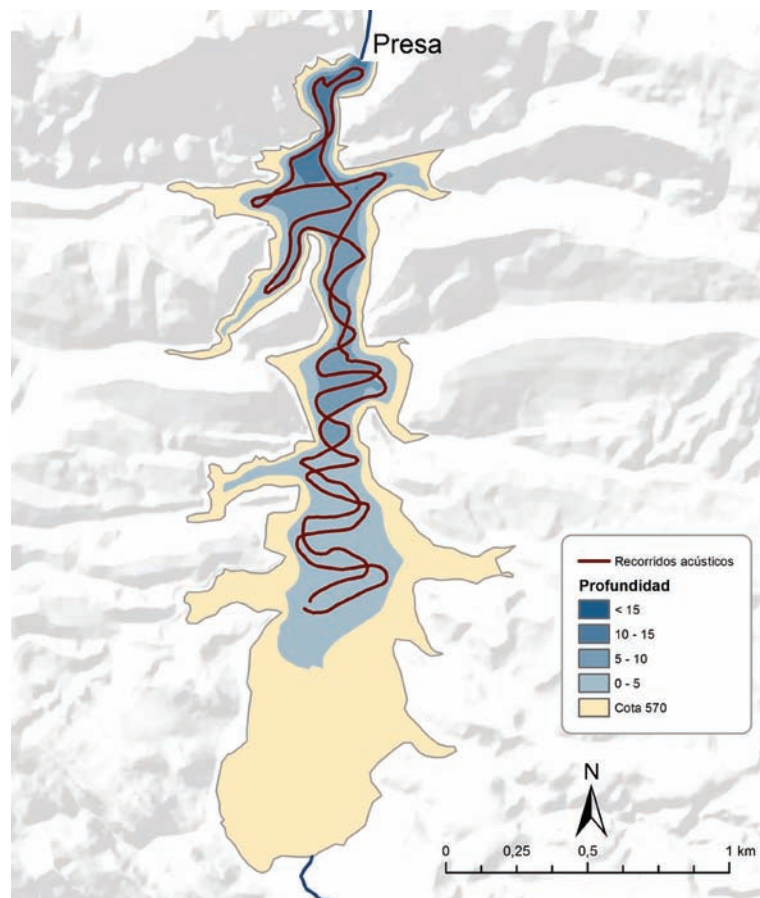 Presa
Recorridos acústicos
Profundidad
< 15
10 - 15
5 - 10
0 - 5
Cota 570
N
0 0,25 0,5 1 km